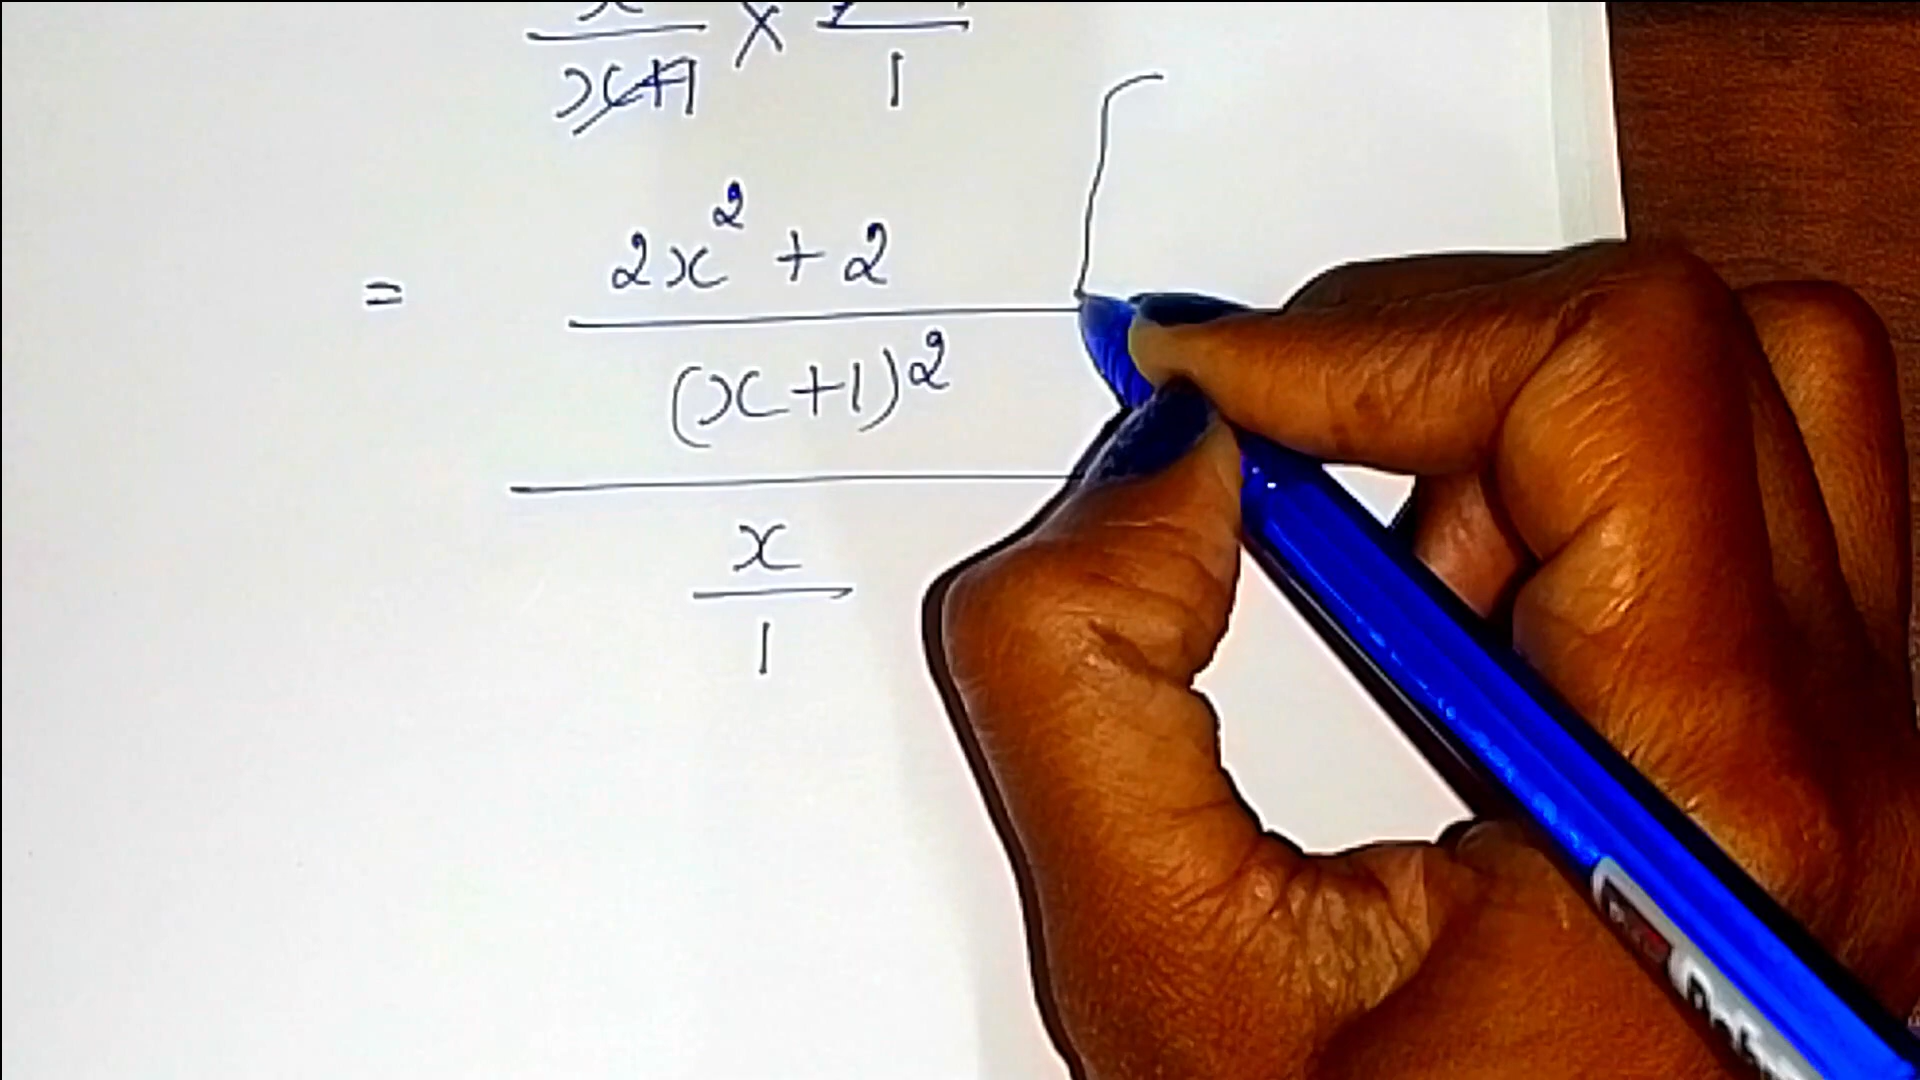 x
x+1 × 1
= 2x² + 2
(x+1)²
x
1